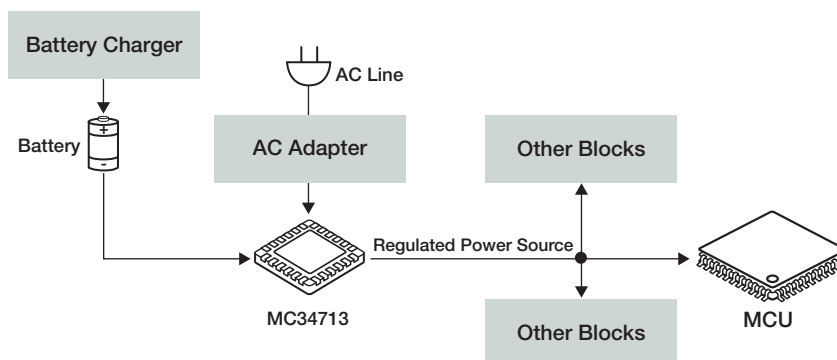 Battery Charger
AC Line
Battery
+
-
AC Adapter
Other Blocks
Regulated Power Source
MC34713
MCU
Other Blocks